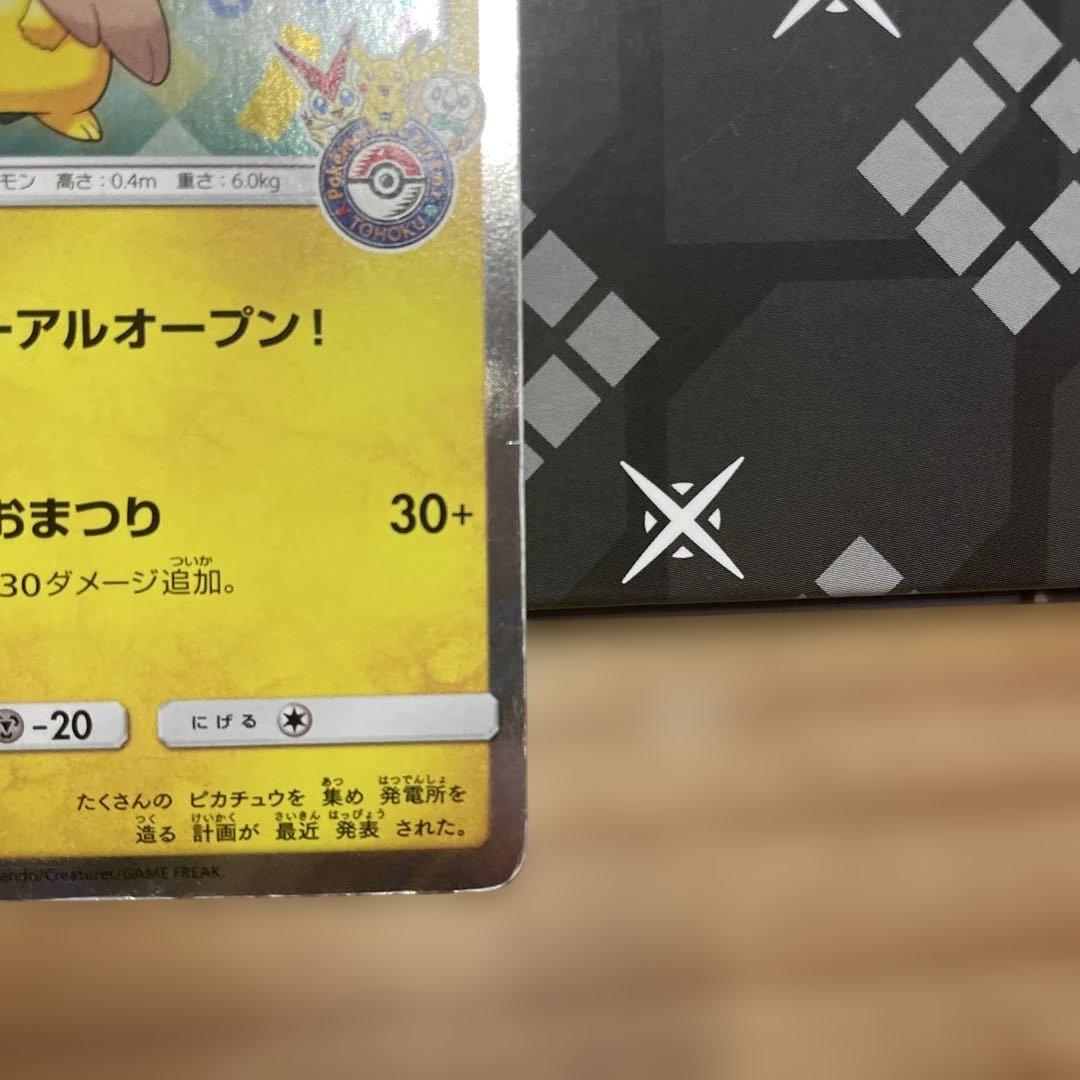 モン 高さ:0.4m 重さ:6.0kg
Pokémon Center
TOHOKU
ーアルオープン!
おまつり 30+
30ダメージ追加。
ついか
-20 にげる
たくさんの ピカチュウを 集め 発電所を
あつ はつでんしょ
造る 計画が 最近 発表 された。
つく けいかく さいきん はっぴょう
endo/Creatures/GAME FREAK.